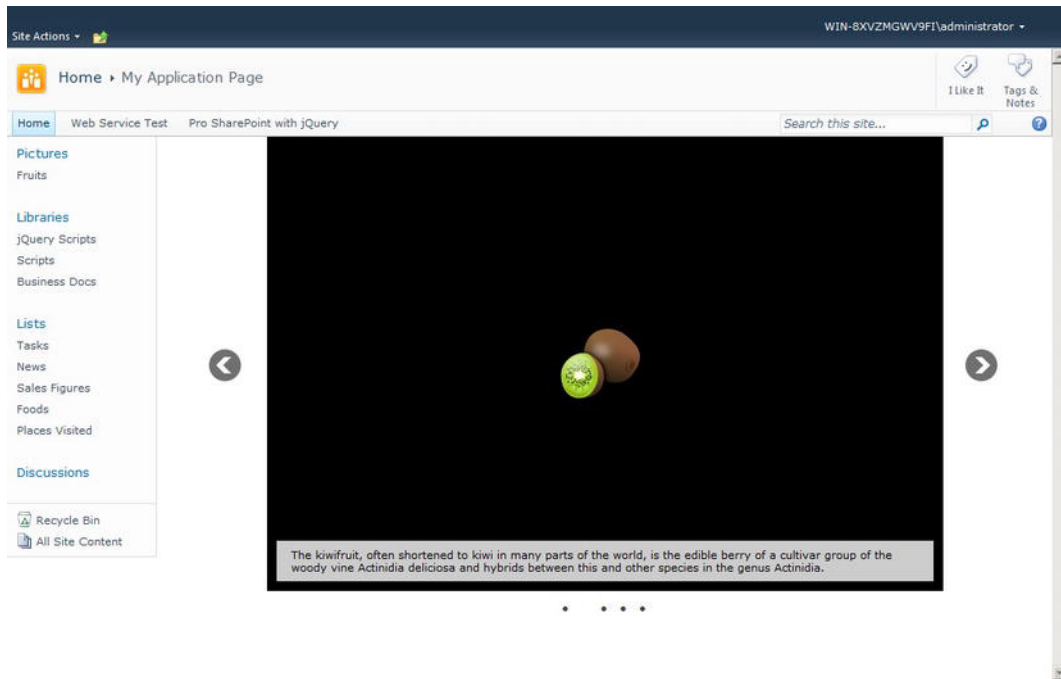 WIN-8XVZMGWV9FI\administrator
Site Actions
Home ▸ My Application Page
I Like It
Tags &
Notes
Home
Web Service Test
Pro SharePoint with jQuery
Search this site...
Pictures
Fruits
Libraries
jQuery Scripts
Scripts
Business Docs
Lists
Tasks
News
Sales Figures
Foods
Places Visited
Discussions
Recycle Bin
All Site Content
The kiwifruit, often shortened to kiwi in many parts of the world, is the edible berry of a cultivar group of the
woody vine Actinidia deliciosa and hybrids between this and other species in the genus Actinidia.